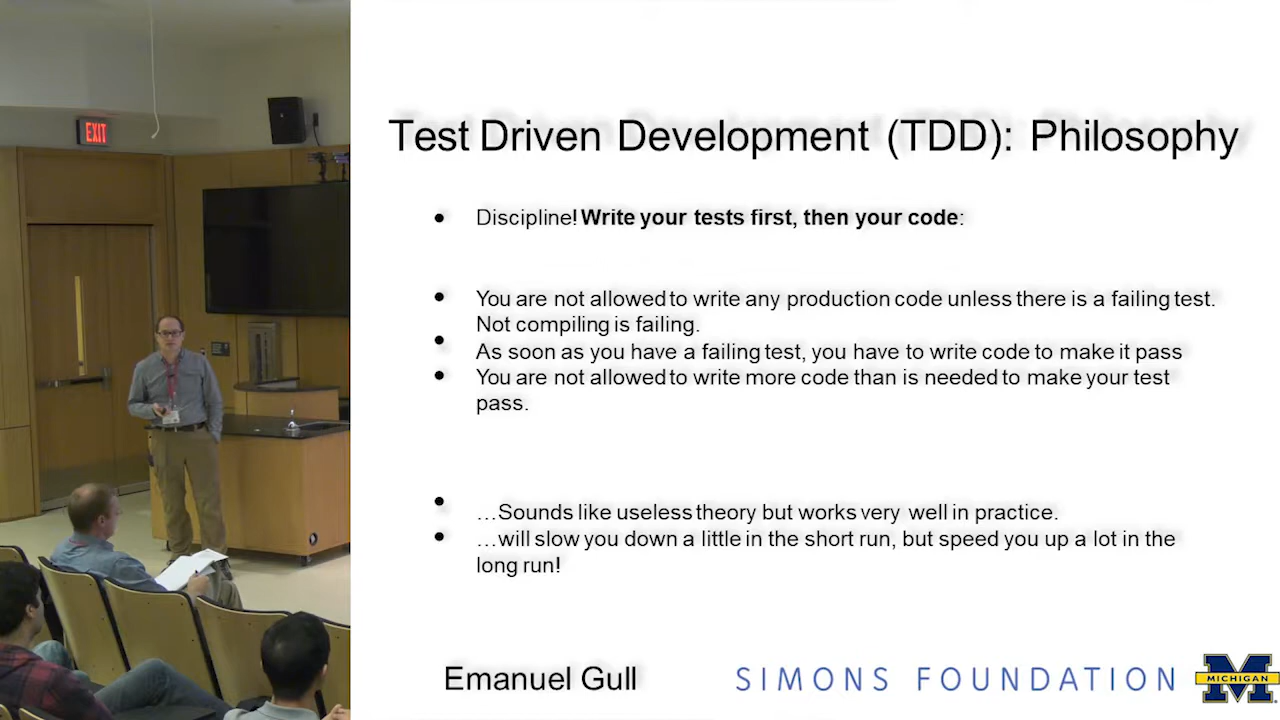 EXIT
Test Driven Development (TDD): Philosophy
• Discipline! Write your tests first, then your code:
• You are not allowed to write any production code unless there is a failing test.
Not compiling is failing.
• As soon as you have a failing test, you have to write code to make it pass
• You are not allowed to write more code than is needed to make your test
pass.
• …Sounds like useless theory but works very well in practice.
• …will slow you down a little in the short run, but speed you up a lot in the
long run!
Emanuel Gull
SIMONS FOUNDATION
MICHIGAN